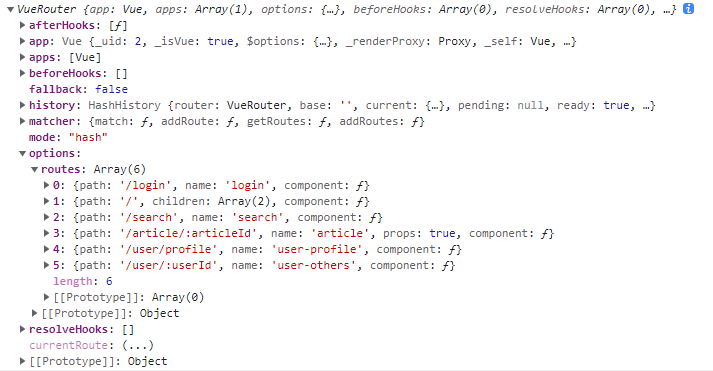 VueRouter {app: Vue, apps: Array(1), options: {…}, beforeHooks: Array(0), resolveHooks: Array(0), …} i
afterHooks: [ƒ]
app: Vue {_uid: 2, _isVue: true, $options: {…}, _renderProxy: Proxy, _self: Vue, …}
apps: [Vue]
beforeHooks: []
fallback: false
history: HashHistory {router: VueRouter, base: '', current: {…}, pending: null, ready: true, …}
matcher: {match: ƒ, addRoute: ƒ, getRoutes: ƒ, addRoutes: ƒ}
mode: "hash"
options:
routes: Array(6)
0: {path: '/login', name: 'login', component: ƒ}
1: {path: '/', children: Array(2), component: ƒ}
2: {path: '/search', name: 'search', component: ƒ}
3: {path: '/article/:articleId', name: 'article', props: true, component: ƒ}
4: {path: '/user/profile', name: 'user-profile', component: ƒ}
5: {path: '/user/:userId', name: 'user-others', component: ƒ}
length: 6
[[Prototype]]: Array(0)
[[Prototype]]: Object
resolveHooks: []
currentRoute: (...)
[[Prototype]]: Object